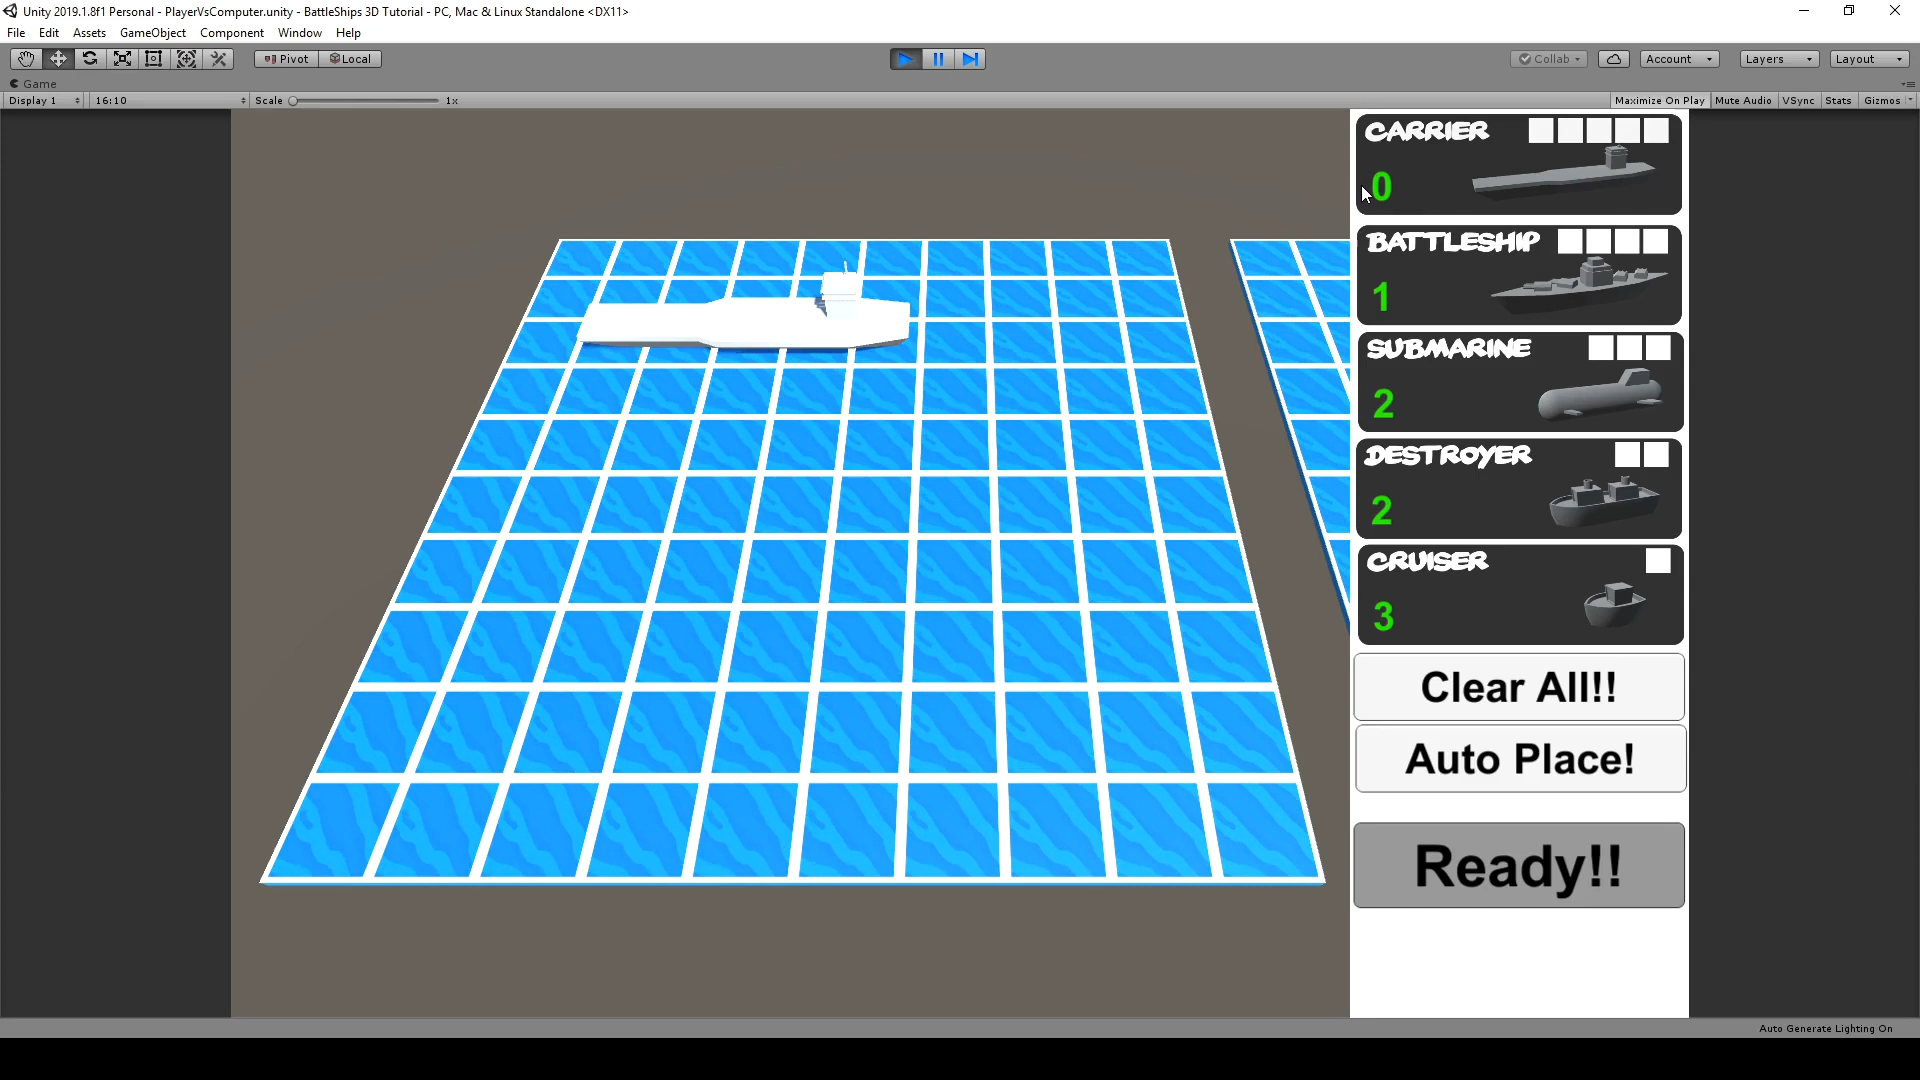 Unity 2019.1.8f1 Personal - PlayerVsComputer.unity - BattleShips 3D Tutorial - PC, Mac & Linux Standalone <DX11>
File Edit Assets GameObject Component Window Help
Pivot Local Collab Account Layers Layout
Game
Display 1 16:10 Scale 1x Maximize On Play Mute Audio VSync Stats Gizmos
CARRIER
0
BATTLESHIP
1
SUBMARINE
2
DESTROYER
2
CRUISER
3
Clear All!!
Auto Place!
Ready!!
Auto Generate Lighting On